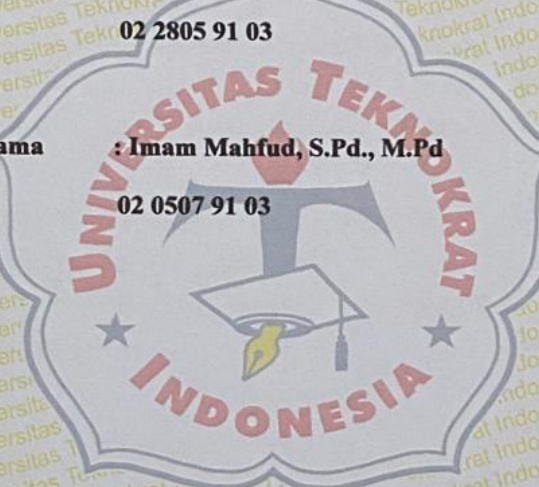 02 2805 91 03
ama : Imam Mahfud, S.Pd., M.Pd
02 0507 91 03
UNIVERSITAS TEKNOKRAT
INDONESIA